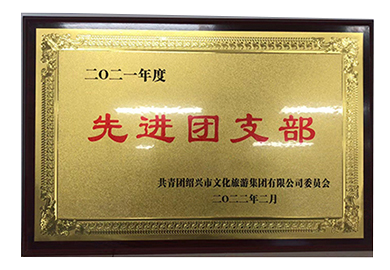 二〇二一年度
先进团支部
共青团绍兴市文化旅游集团有限公司委员会
二〇二二年二月